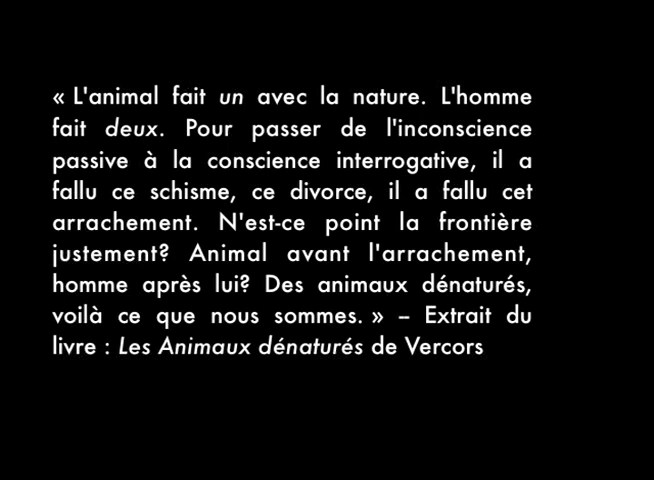 « L'animal fait un avec la nature. L'homme
fait deux. Pour passer de l'inconscience
passive à la conscience interrogative, il a
fallu ce schisme, ce divorce, il a fallu cet
arrachement. N'est-ce point la frontière
justement? Animal avant l'arrachement,
homme après lui? Des animaux dénaturés,
voilà ce que nous sommes. » – Extrait du
livre : Les Animaux dénaturés de Vercors